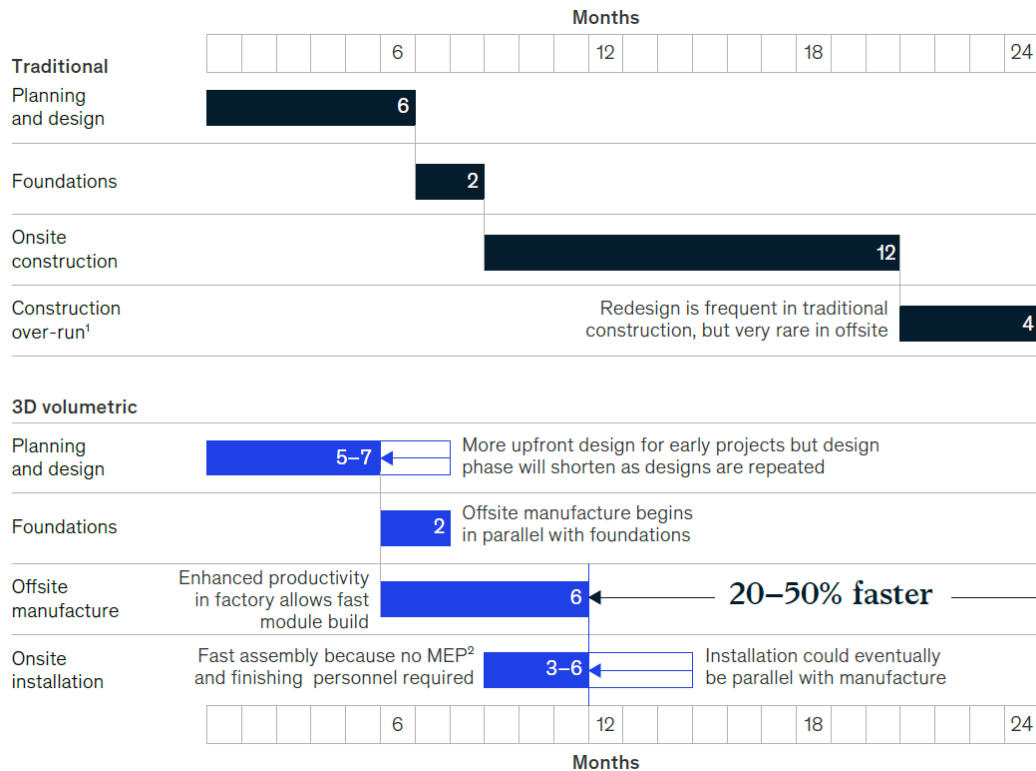 Months
6 12 18 24
Traditional
Planning
and design
6
Foundations
2
Onsite
construction
12
Construction
over-run¹
Redesign is frequent in traditional
construction, but very rare in offsite
4
3D volumetric
Planning
and design
5–7
More upfront design for early projects but design
phase will shorten as designs are repeated
Foundations
2
Offsite manufacture begins
in parallel with foundations
Offsite
manufacture
Enhanced productivity
in factory allows fast
module build
6
20–50% faster
Onsite
installation
Fast assembly because no MEP²
and finishing personnel required
3–6
Installation could eventually
be parallel with manufacture
6 12 18 24
Months